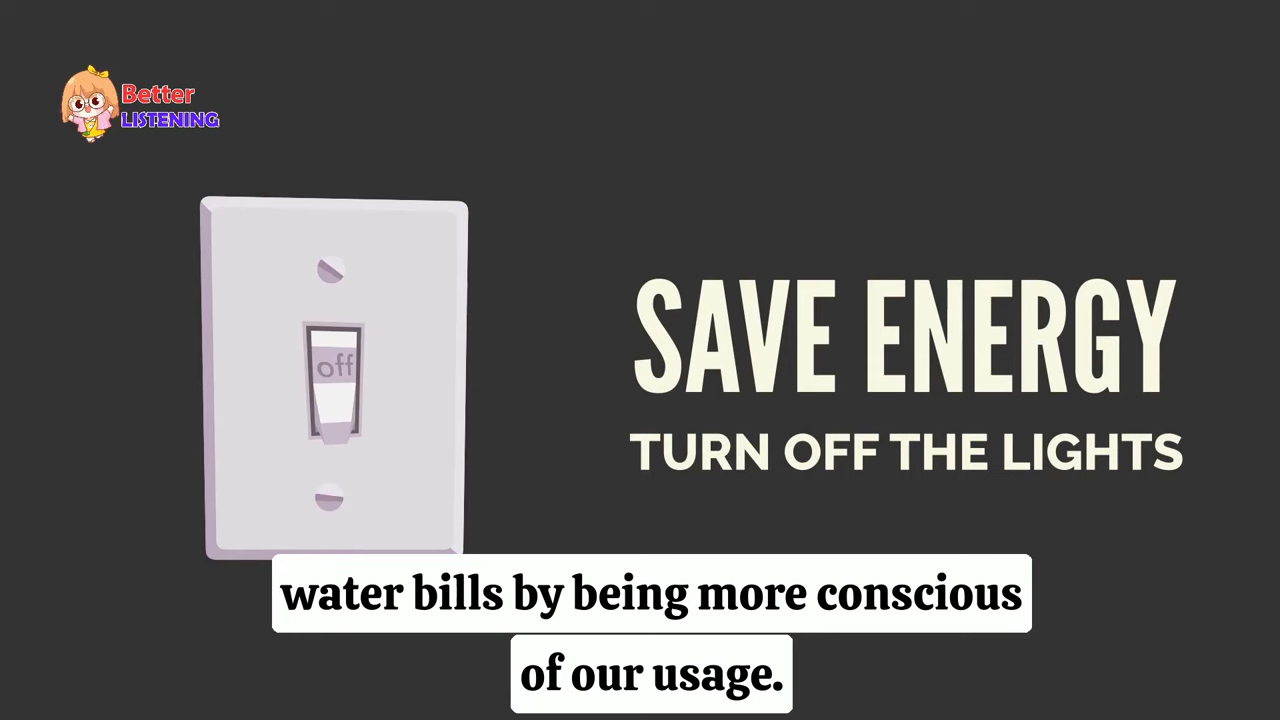 Better
LISTENING
off
SAVE ENERGY
TURN OFF THE LIGHTS
water bills by being more conscious
of our usage.